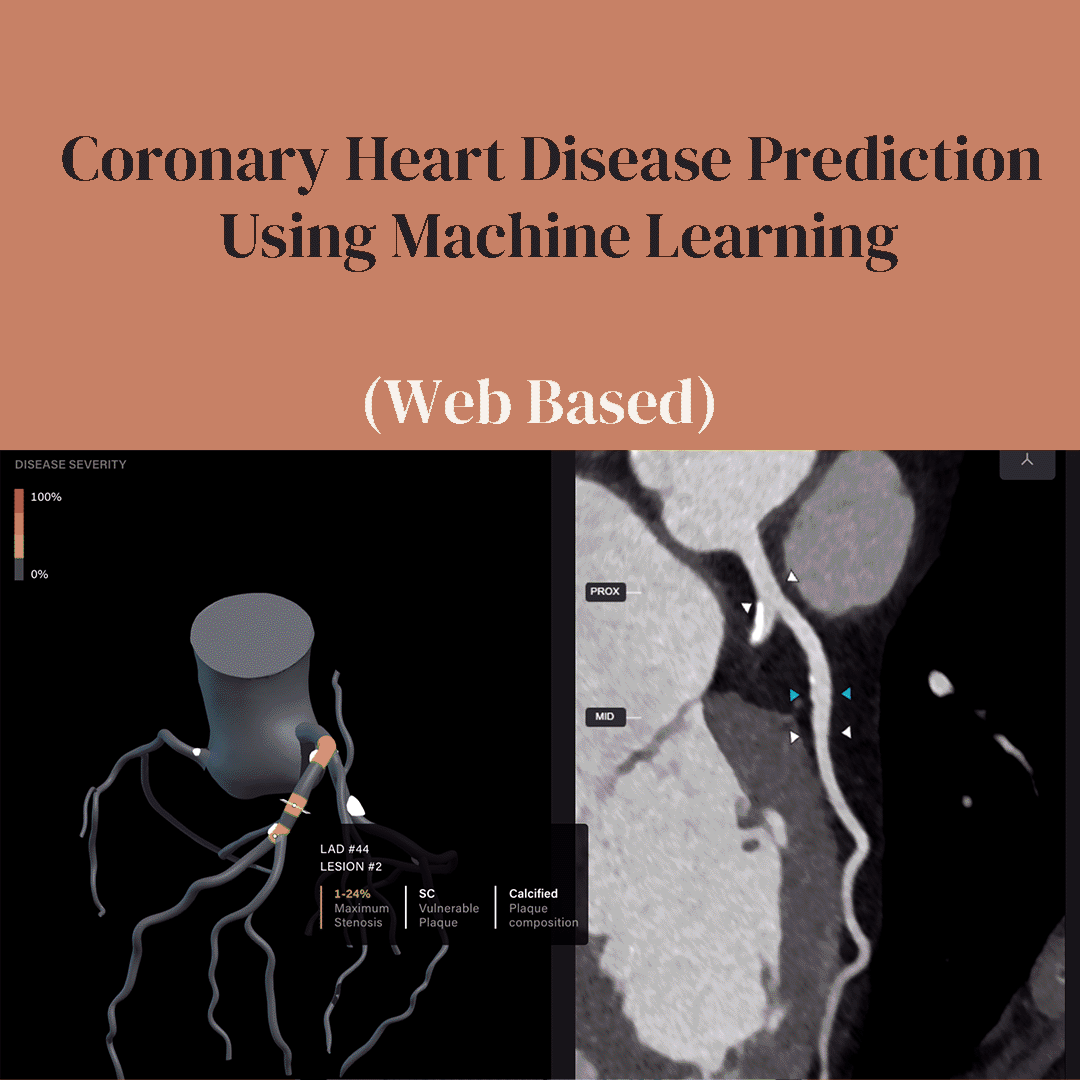 Coronary Heart Disease Prediction
Using Machine Learning
(Web Based)
DISEASE SEVERITY
100%
0%
PROX
MID
LAD #44
LESION #2
1-24%
Maximum
Stenosis
SC
Vulnerable
Plaque
Calcified
Plaque
composition